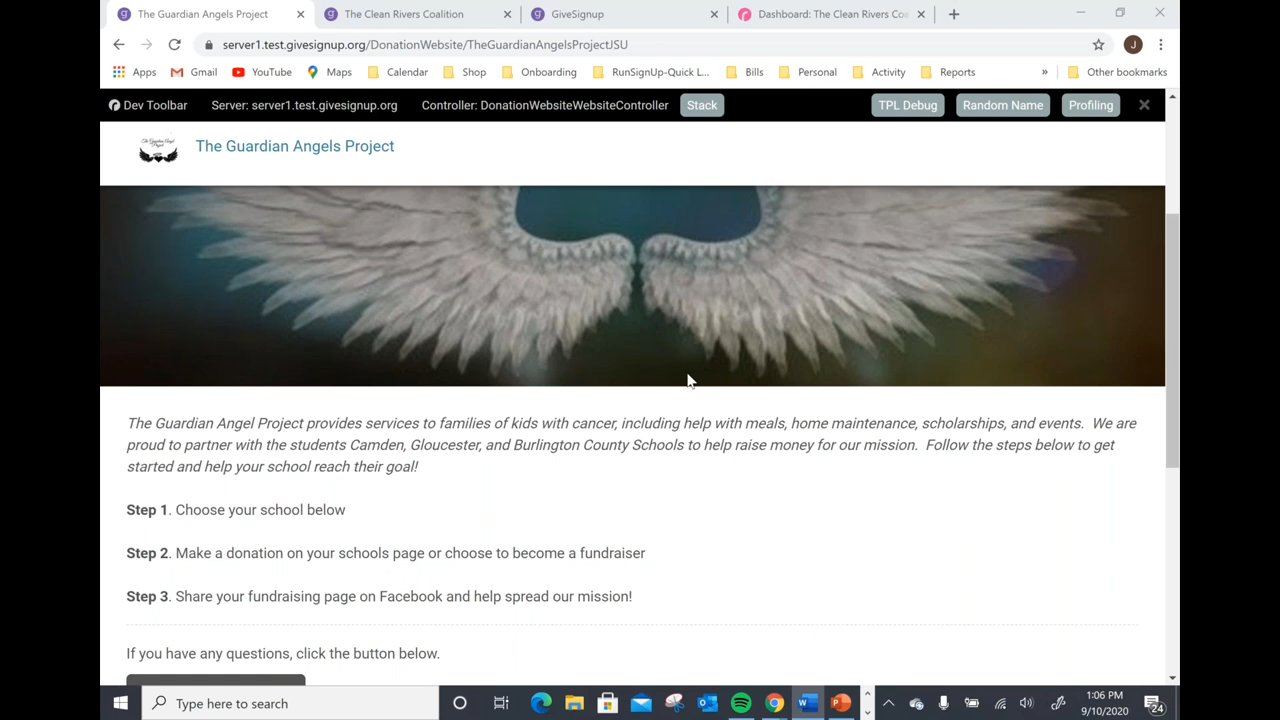 The Guardian Angels Project
The Clean Rivers Coalition
GiveSignup
Dashboard: The Clean Rivers Coa
server1.test.givesignup.org/DonationWebsite/TheGuardianAngelsProjectJSU
J
Apps
Gmail
YouTube
Maps
Calendar
Shop
Onboarding
RunSignUp-Quick L...
Bills
Personal
Activity
Reports
»
Other bookmarks
Dev Toolbar
Server: server1.test.givesignup.org
Controller: DonationWebsiteWebsiteController
Stack
TPL Debug
Random Name
Profiling
The Guardian Angels Project
The Guardian Angel Project provides services to families of kids with cancer, including help with meals, home maintenance, scholarships, and events. We are
proud to partner with the students Camden, Gloucester, and Burlington County Schools to help raise money for our mission. Follow the steps below to get
started and help your school reach their goal!
Step 1. Choose your school below
Step 2. Make a donation on your schools page or choose to become a fundraiser
Step 3. Share your fundraising page on Facebook and help spread our mission!
If you have any questions, click the button below.
Type here to search
1:06 PM
9/10/2020
24